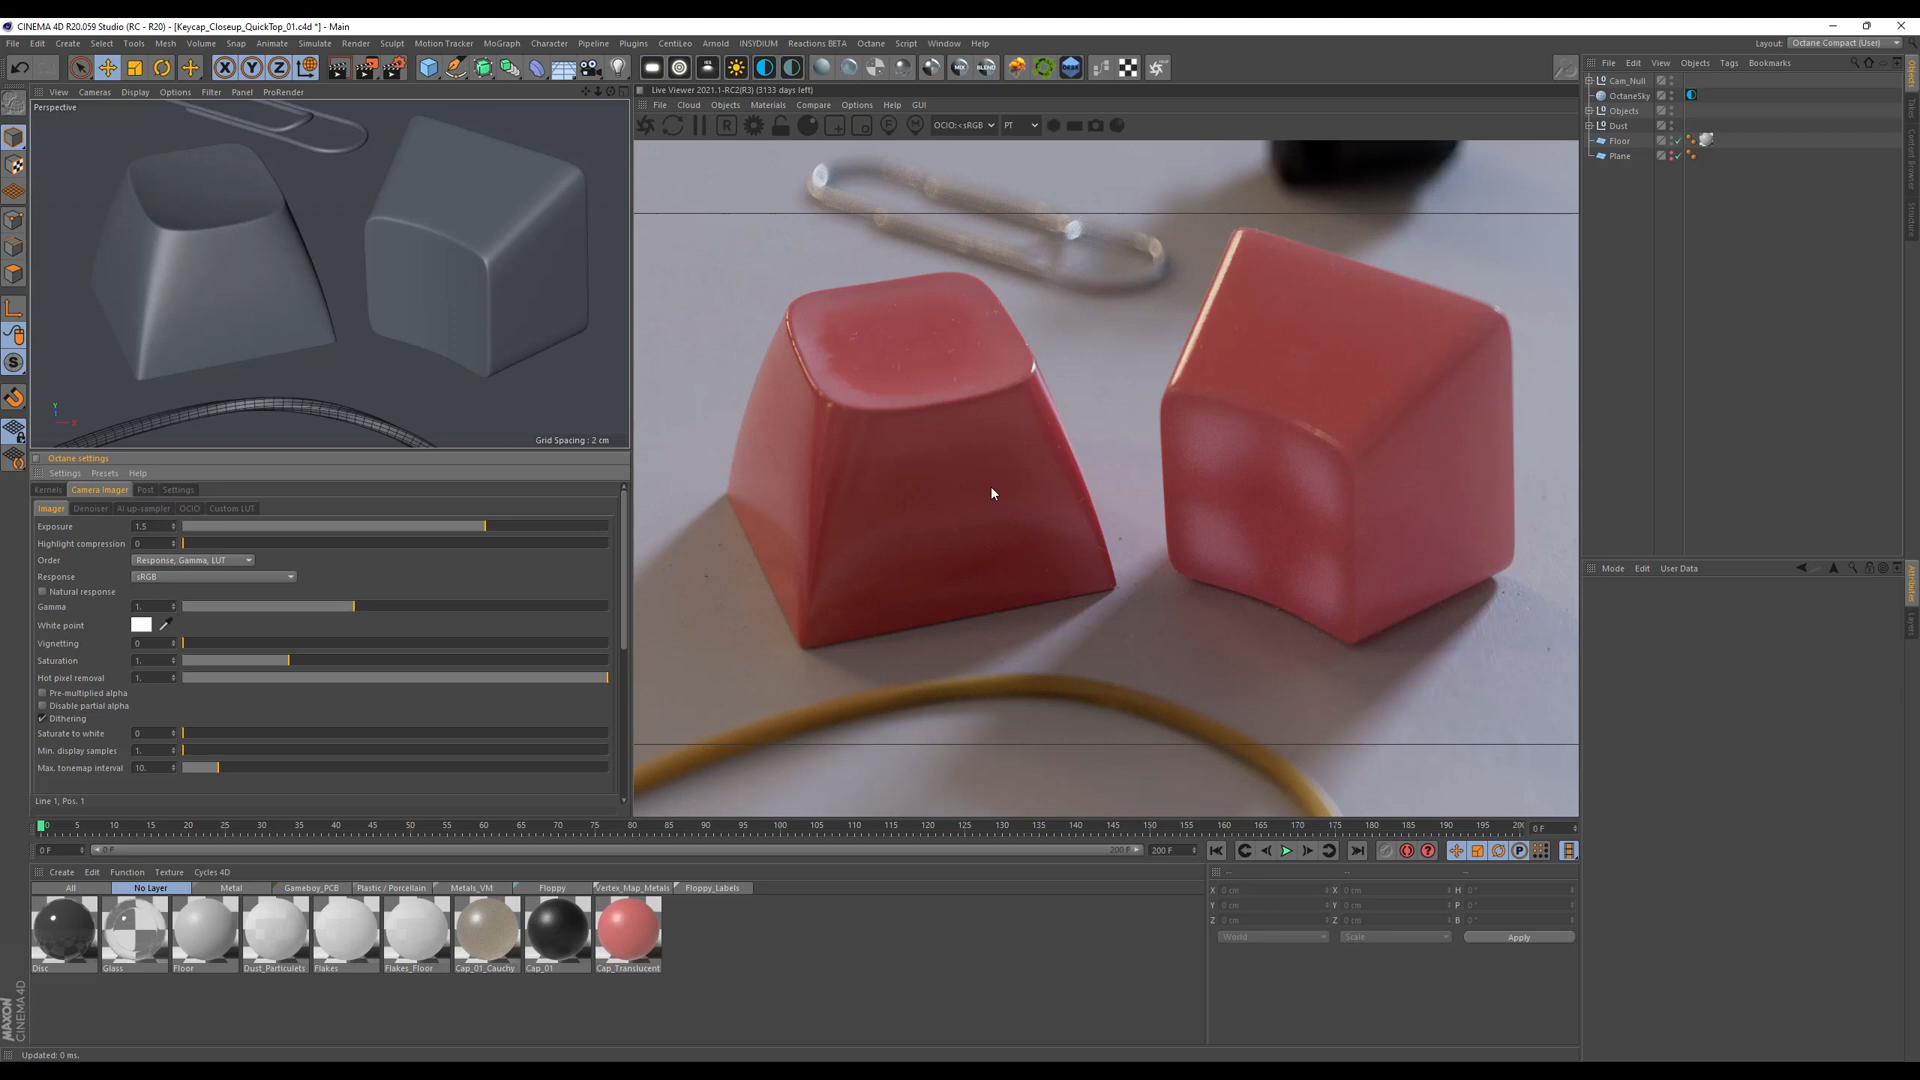 CINEMA 4D R20.059 Studio (RC - R20) - [Keycap_Closeup_QuickTop_01.c4d *] - Main
File Edit Create Select Tools Mesh Volume Snap Animate Simulate Render Sculpt Motion Tracker MoGraph Character Pipeline Plugins CentiLeo Arnold INSYDIUM Reactions BETA Octane Script Window Help
Layout: Octane Compact (User)
View Cameras Display Options Filter Panel ProRender
Perspective
Grid Spacing : 2 cm
Live Viewer 2021.1-RC2(R3) (3133 days left)
File Cloud Objects Materials Compare Options Help GUI
OCIO:<sRGB PT
File Edit View Objects Tags Bookmarks
Cam_Null
OctaneSky
Objects
Dust
Floor
Plane
Objects
Takes
Content Browser
Structure
Mode Edit User Data
Attributes
Layers
Octane settings
Settings Presets Help
Kernels Camera Imager Post Settings
Imager Denoiser AI up-sampler OCIO Custom LUT
Exposure 1.5
Highlight compression 0
Order Response, Gamma, LUT
Response sRGB
Natural response
Gamma 1.
White point
Vignetting 0
Saturation 1.
Hot pixel removal 1.
Pre-multiplied alpha
Disable partial alpha
Dithering
Saturate to white 0
Min. display samples 1.
Max. tonemap interval 10.
Line 1, Pos. 1
0 5 10 15 20 25 30 35 40 45 50 55 60 65 70 75 80 85 90 95 100 105 110 115 120 125 130 135 140 145 150 155 160 165 170 175 180 185 190 195 0 F
0 F 0 F 200 F 200 F
Create Edit Function Texture Cycles 4D
All No Layer Metal Gameboy_PCB Plastic / Porcelain Metals_VM Floppy Vertex_Map_Metals Floppy_Labels
Disc Glass Floor Dust_Particulets Flakes Flakes_Floor Cap_01_Cauchy Cap_01 Cap_Translucent
-- -- --
X 0 cm X 0 cm H 0 °
Y 0 cm Y 0 cm P 0 °
Z 0 cm Z 0 cm B 0 °
World Scale Apply
MAXON
CINEMA 4D
Updated: 0 ms.